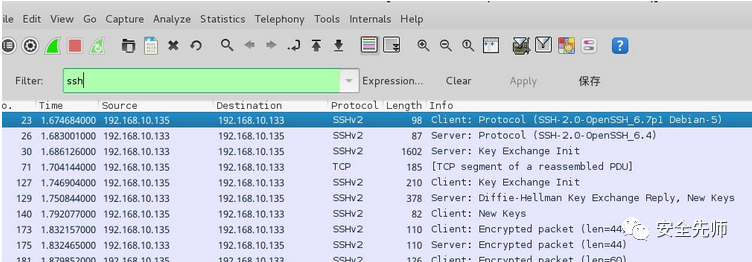 ile Edit View Go Capture Analyze Statistics Telephony Tools Internals Help
Filter: ssh Expression... Clear Apply 保存
o. Time Source Destination Protocol Length Info
23 1.674684000 192.168.10.135 192.168.10.133 SSHv2 98 Client: Protocol (SSH-2.0-OpenSSH_6.7p1 Debian-5)
26 1.683001000 192.168.10.133 192.168.10.135 SSHv2 87 Server: Protocol (SSH-2.0-OpenSSH_6.4)
30 1.686126000 192.168.10.133 192.168.10.135 SSHv2 1602 Server: Key Exchange Init
71 1.704144000 192.168.10.135 192.168.10.133 TCP 185 [TCP segment of a reassembled PDU]
127 1.746904000 192.168.10.135 192.168.10.133 SSHv2 210 Client: Key Exchange Init
129 1.750844000 192.168.10.133 192.168.10.135 SSHv2 378 Server: Diffie-Hellman Key Exchange Reply, New Keys
140 1.792077000 192.168.10.135 192.168.10.133 SSHv2 82 Client: New Keys
173 1.832157000 192.168.10.135 192.168.10.133 SSHv2 110 Client: Encrypted packet (len=44)
175 1.832465000 192.168.10.133 192.168.10.135 SSHv2 110 Server: Encrypted packet (len=44)
181 1.879852000 192.168.10.135 192.168.10.133 SSHv2 126 Client: Encrypted packet (len=60)
安全先师